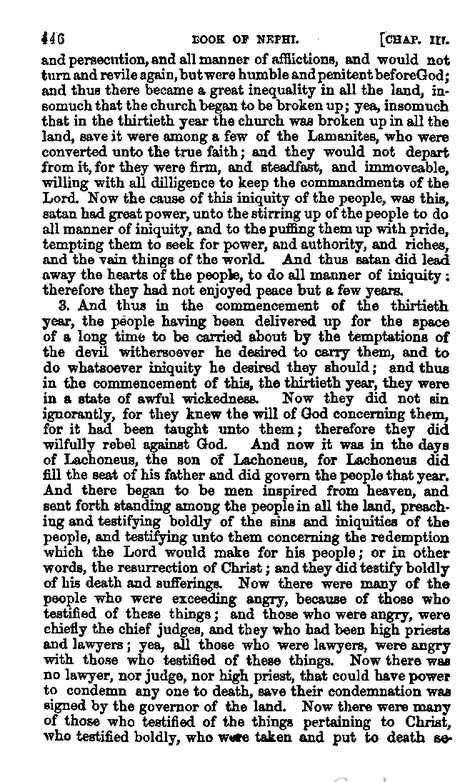 446 BOOK OF NEPHI. [CHAP. III.
and persecution, and all manner of afflictions, and would not
turn and revile again, but were humble and penitent before God;
and thus there became a great inequality in all the land, in-
somuch that the church began to be broken up; yea, insomuch
that in the thirtieth year the church was broken up in all the
land, save it were among a few of the Lamanites, who were
converted unto the true faith; and they would not depart
from it, for they were firm, and steadfast, and immoveable,
willing with all dilligence to keep the commandments of the
Lord. Now the cause of this iniquity of the people, was this,
satan had great power, unto the stirring up of the people to do
all manner of iniquity, and to the puffing them up with pride,
tempting them to seek for power, and authority, and riches,
and the vain things of the world. And thus satan did lead
away the hearts of the people, to do all manner of iniquity;
therefore they had not enjoyed peace but a few years.
3. And thus in the commencement of the thirtieth
year, the people having been delivered up for the space
of a long time to be carried about by the temptations of
the devil withersoever he desired to carry them, and to
do whatsoever iniquity he desired they should; and thus
in the commencement of this, the thirtieth year, they were
in a state of awful wickedness. Now they did not sin
ignorantly, for they knew the will of God concerning them,
for it had been taught unto them; therefore they did
wilfully rebel against God. And now it was in the days
of Lachoneus, the son of Lachoneus, for Lachoneus did
fill the seat of his father and did govern the people that year.
And there began to be men inspired from heaven, and
sent forth standing among the people in all the land, preach-
ing and testifying boldly of the sins and iniquities of the
people, and testifying unto them concerning the redemption
which the Lord would make for his people; or in other
words, the resurrection of Christ; and they did testify boldly
of his death and sufferings. Now there were many of the
people who were exceeding angry, because of those who
testified of these things; and those who were angry, were
chiefly the chief judges, and they who had been high priests
and lawyers; yea, all those who were lawyers, were angry
with those who testified of these things. Now there was
no lawyer, nor judge, nor high priest, that could have power
to condemn any one to death, save their condemnation was
signed by the governor of the land. Now there were many
of those who testified of the things pertaining to Christ,
who testified boldly, who were taken and put to death se-